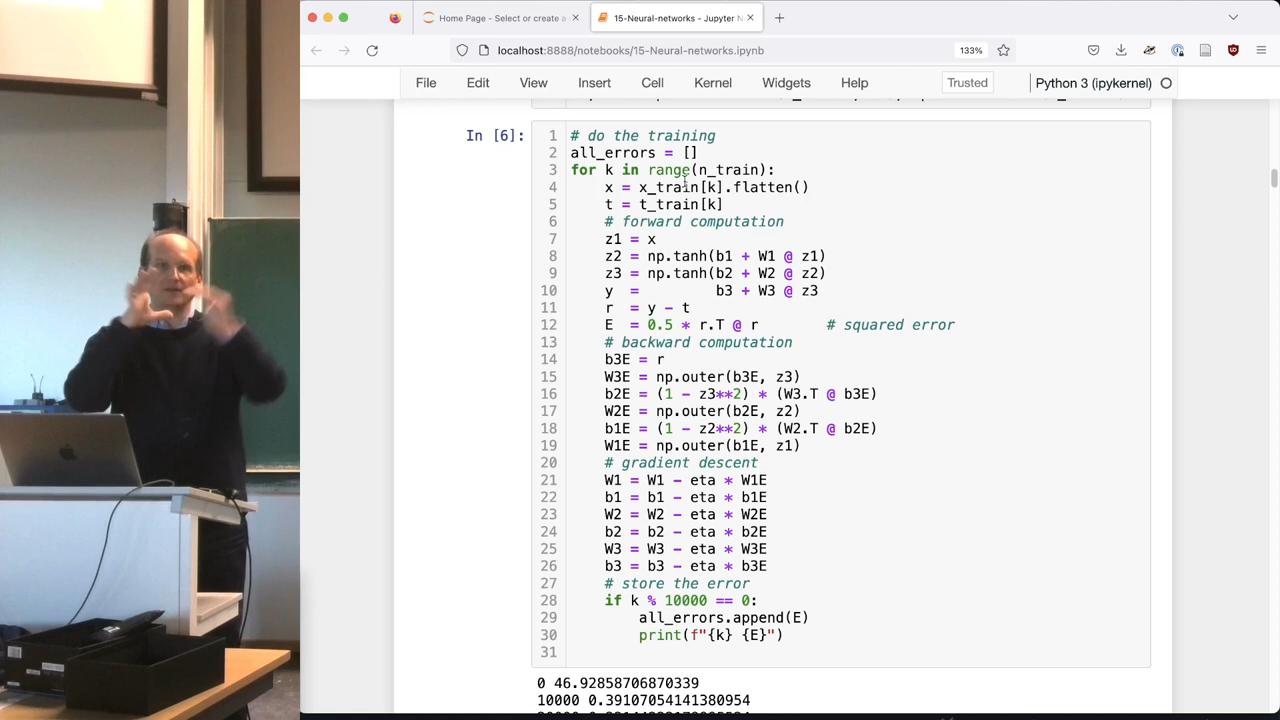 Home Page - Select or create a
15-Neural-networks - Jupyter N
localhost:8888/notebooks/15-Neural-networks.ipynb
133%
File Edit View Insert Cell Kernel Widgets Help Trusted Python 3 (ipykernel)
In [6]:
1 # do the training
2 all_errors = []
3 for k in range(n_train):
4     x = x_train[k].flatten()
5     t = t_train[k]
6     # forward computation
7     z1 = x
8     z2 = np.tanh(b1 + W1 @ z1)
9     z3 = np.tanh(b2 + W2 @ z2)
10     y  =         b3 + W3 @ z3
11     r  = y - t
12     E  = 0.5 * r.T @ r        # squared error
13     # backward computation
14     b3E = r
15     W3E = np.outer(b3E, z3)
16     b2E = (1 - z3**2) * (W3.T @ b3E)
17     W2E = np.outer(b2E, z2)
18     b1E = (1 - z2**2) * (W2.T @ b2E)
19     W1E = np.outer(b1E, z1)
20     # gradient descent
21     W1 = W1 - eta * W1E
22     b1 = b1 - eta * b1E
23     W2 = W2 - eta * W2E
24     b2 = b2 - eta * b2E
25     W3 = W3 - eta * W3E
26     b3 = b3 - eta * b3E
27     # store the error
28     if k % 10000 == 0:
29         all_errors.append(E)
30         print(f"{k} {E}")
31
0 46.92858706870339
10000 0.39107054141380954